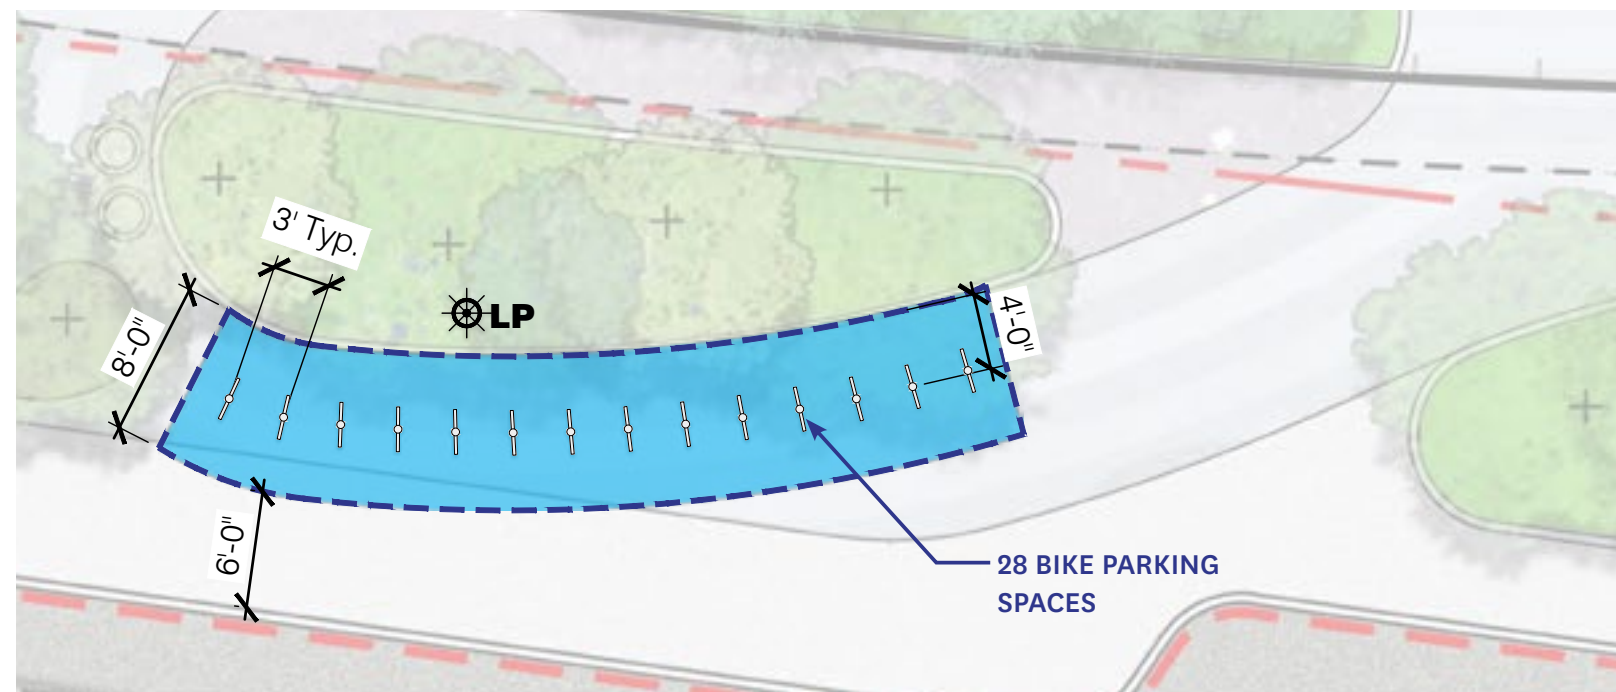 3' Typ.
8'-0"
LP
4'-0"
6'-0"
28 BIKE PARKING
SPACES